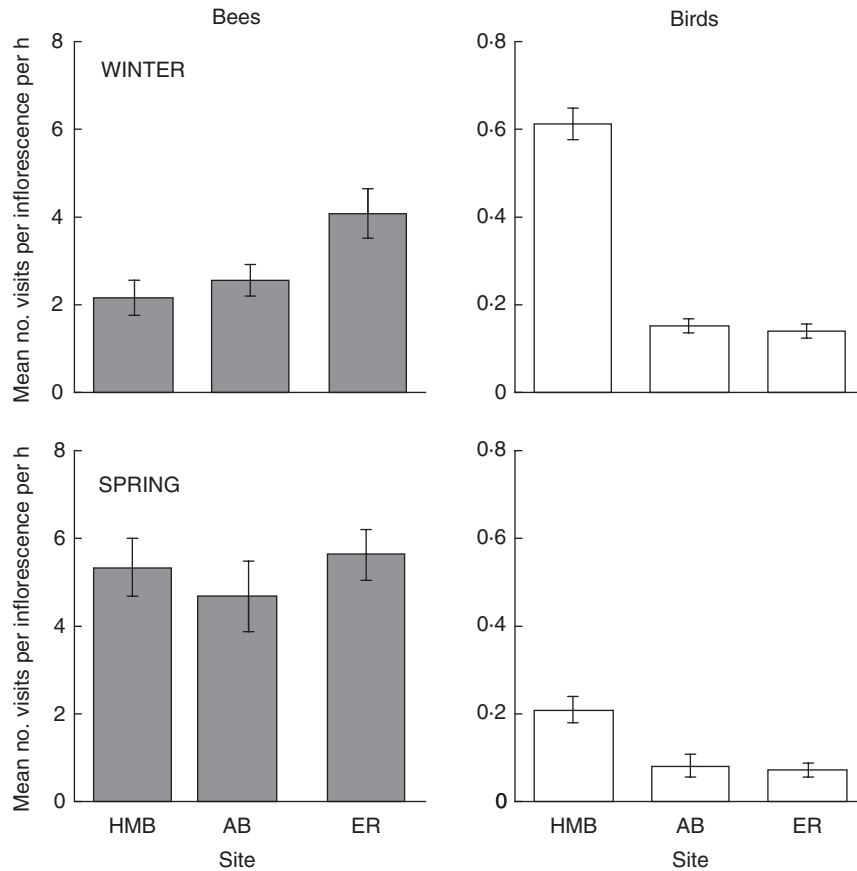 Bees
Birds
WINTER
Mean no. visits per inflorescence per h
8
6
4
2
0
0·8
0·6
0·4
0·2
0
SPRING
Mean no. visits per inflorescence per h
8
6
4
2
0
HMB AB ER
Site
0·8
0·6
0·4
0·2
0
HMB AB ER
Site